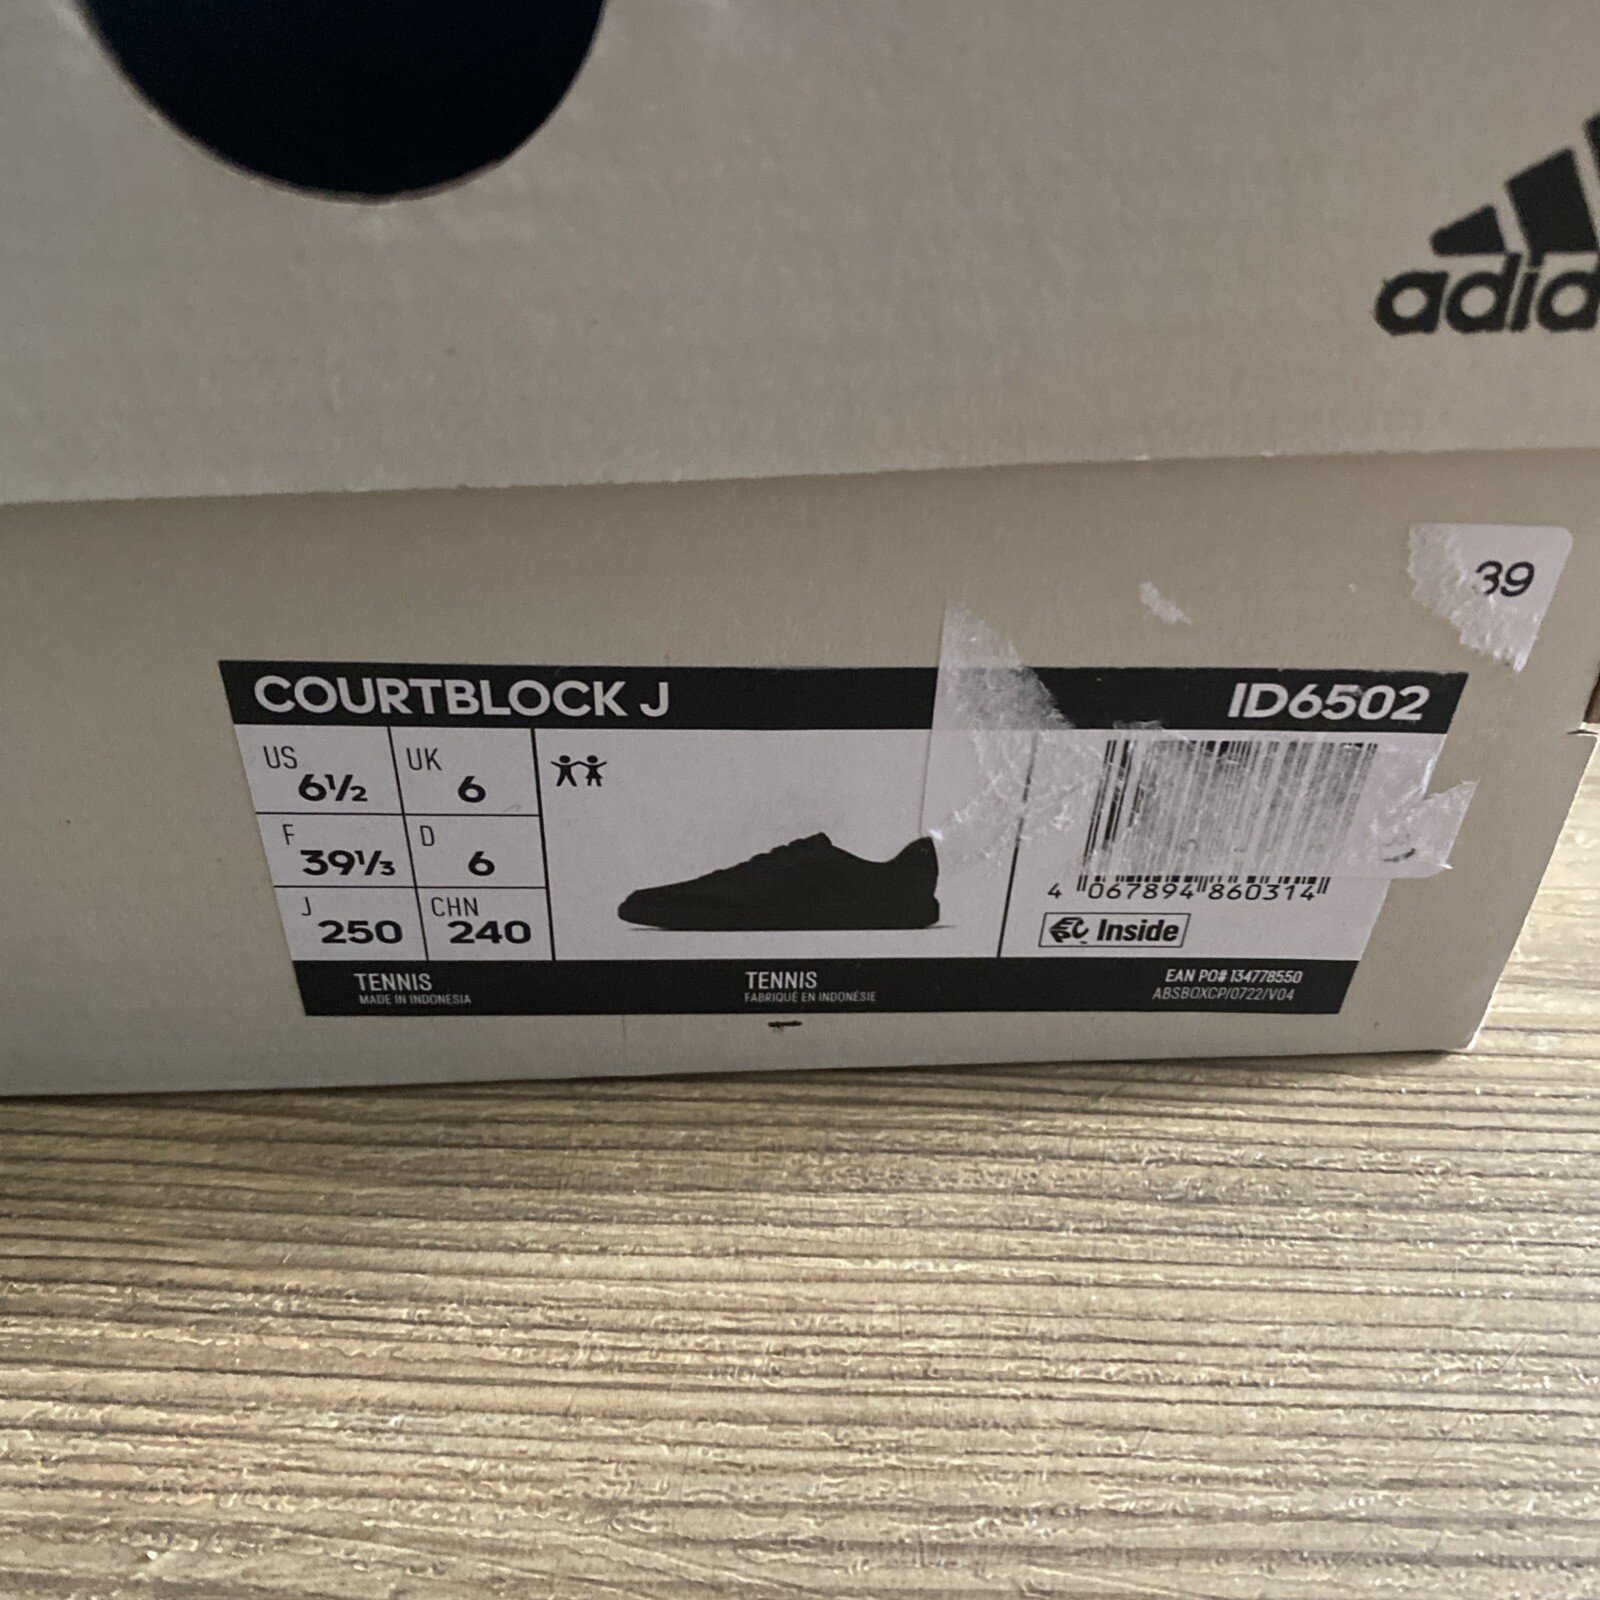 adid
39
COURTBLOCK J ID6502
US 6½ UK 6
F 39⅓ D 6
J 250 CHN 240
4 067894 860314
Inside
TENNIS
MADE IN INDONESIA
TENNIS
FABRIQUÉ EN INDONÉSIE
EAN PO# 134778550
ABSBOXCP/0722/V04